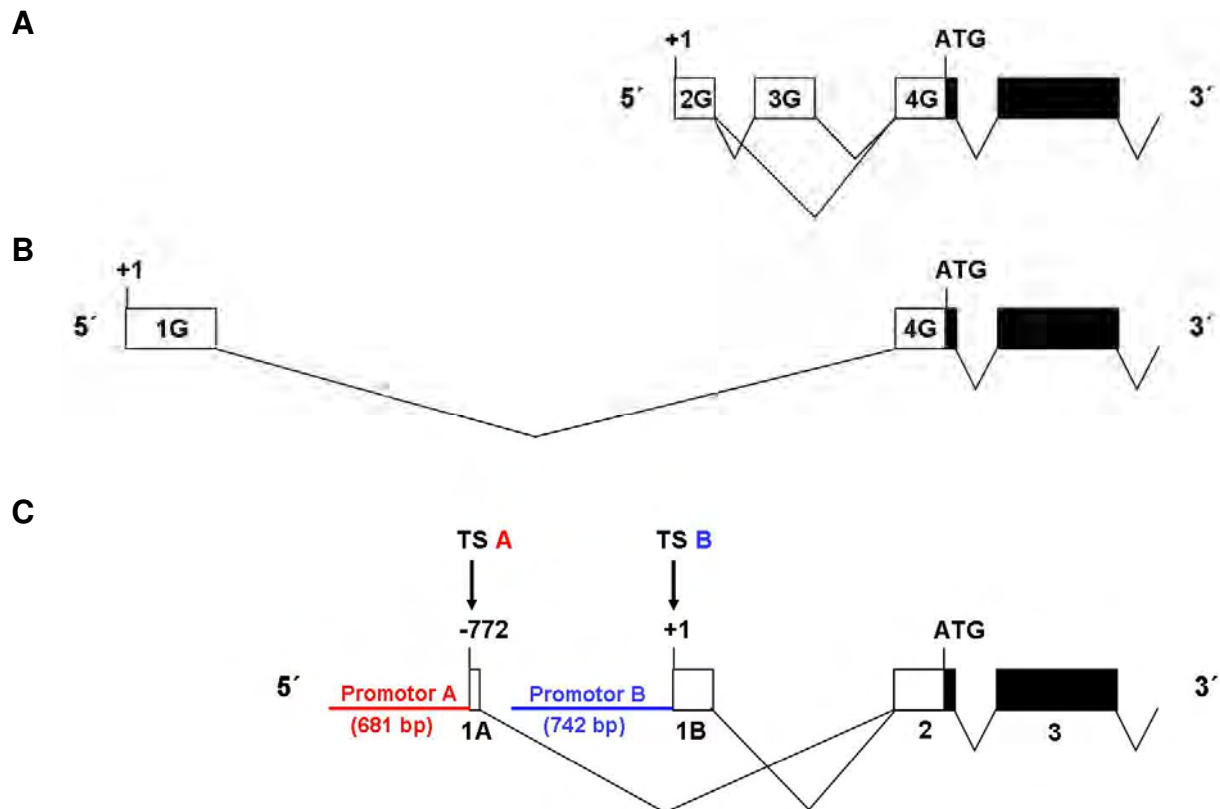 A
+1 ATG
5´ 2G 3G 4G 3´
B
+1 ATG
5´ 1G 4G 3´
C
TS A TS B
-772 +1 ATG
5´ Promotor A Promotor B 3´
(681 bp) 1A (742 bp) 1B 2 3